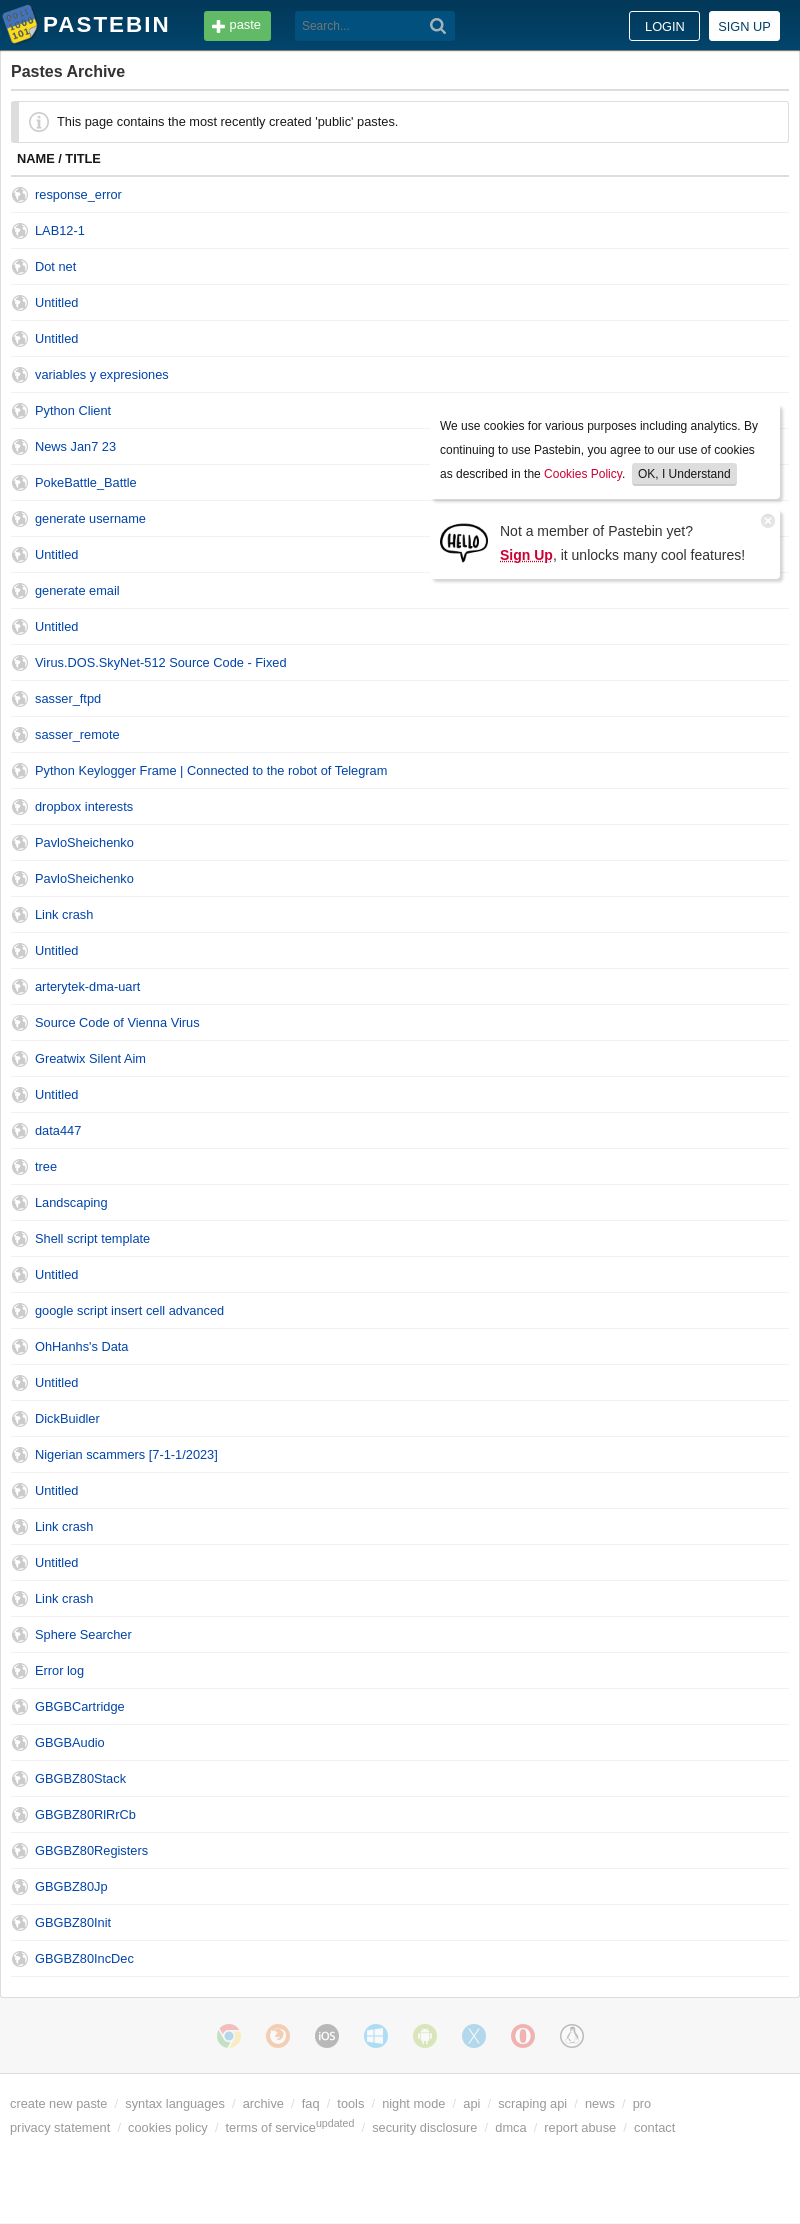 PASTEBIN
paste
Search...
LOGIN
SIGN UP
Pastes Archive
This page contains the most recently created 'public' pastes.
NAME / TITLE
response_error
LAB12-1
Dot net
Untitled
Untitled
variables y expresiones
Python Client
News Jan7 23
PokeBattle_Battle
generate username
Untitled
generate email
We use cookies for various purposes including analytics. By
continuing to use Pastebin, you agree to our use of cookies
as described in the Cookies Policy. OK, I Understand
HELLO
Not a member of Pastebin yet?
Sign Up, it unlocks many cool features!
Untitled
Virus.DOS.SkyNet-512 Source Code - Fixed
sasser_ftpd
sasser_remote
Python Keylogger Frame | Connected to the robot of Telegram
dropbox interests
PavloSheichenko
PavloSheichenko
Link crash
Untitled
arterytek-dma-uart
Source Code of Vienna Virus
Greatwix Silent Aim
Untitled
data447
tree
Landscaping
Shell script template
Untitled
google script insert cell advanced
OhHanhs's Data
Untitled
DickBuidler
Nigerian scammers [7-1-1/2023]
Untitled
Link crash
Untitled
Link crash
Sphere Searcher
Error log
GBGBCartridge
GBGBAudio
GBGBZ80Stack
GBGBZ80RlRrCb
GBGBZ80Registers
GBGBZ80Jp
GBGBZ80Init
GBGBZ80IncDec
iOS
create new paste / syntax languages / archive / faq / tools / night mode / api / scraping api / news / pro
privacy statement / cookies policy / terms of service updated / security disclosure / dmca / report abuse / contact